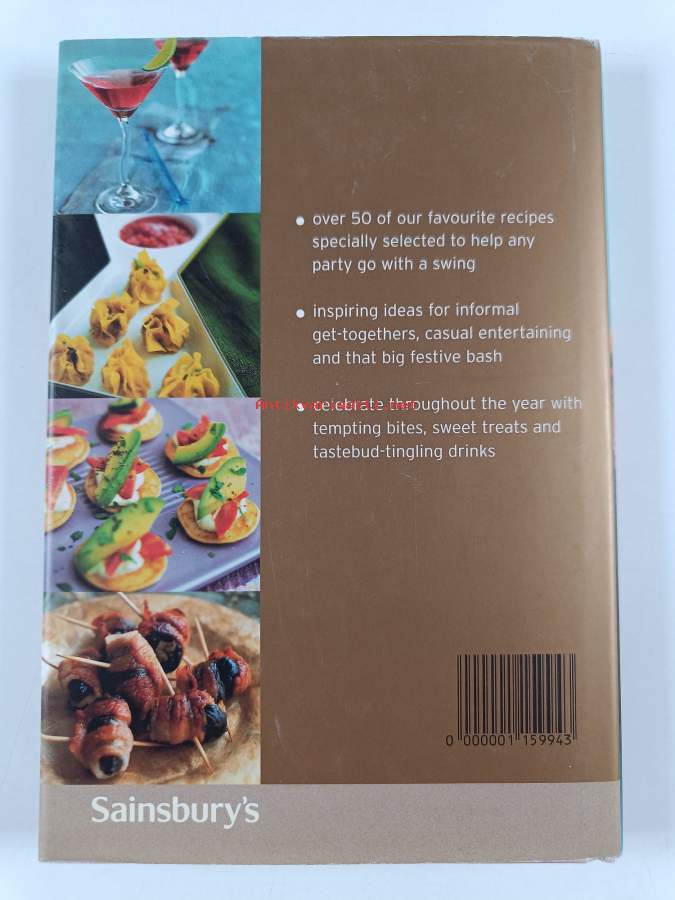 • over 50 of our favourite recipes
specially selected to help any
party go with a swing
• inspiring ideas for informal
get-togethers, casual entertaining
and that big festive bash
• celebrate throughout the year with
tempting bites, sweet treats and
tastebud-tingling drinks
0 000001 159943
Sainsbury's